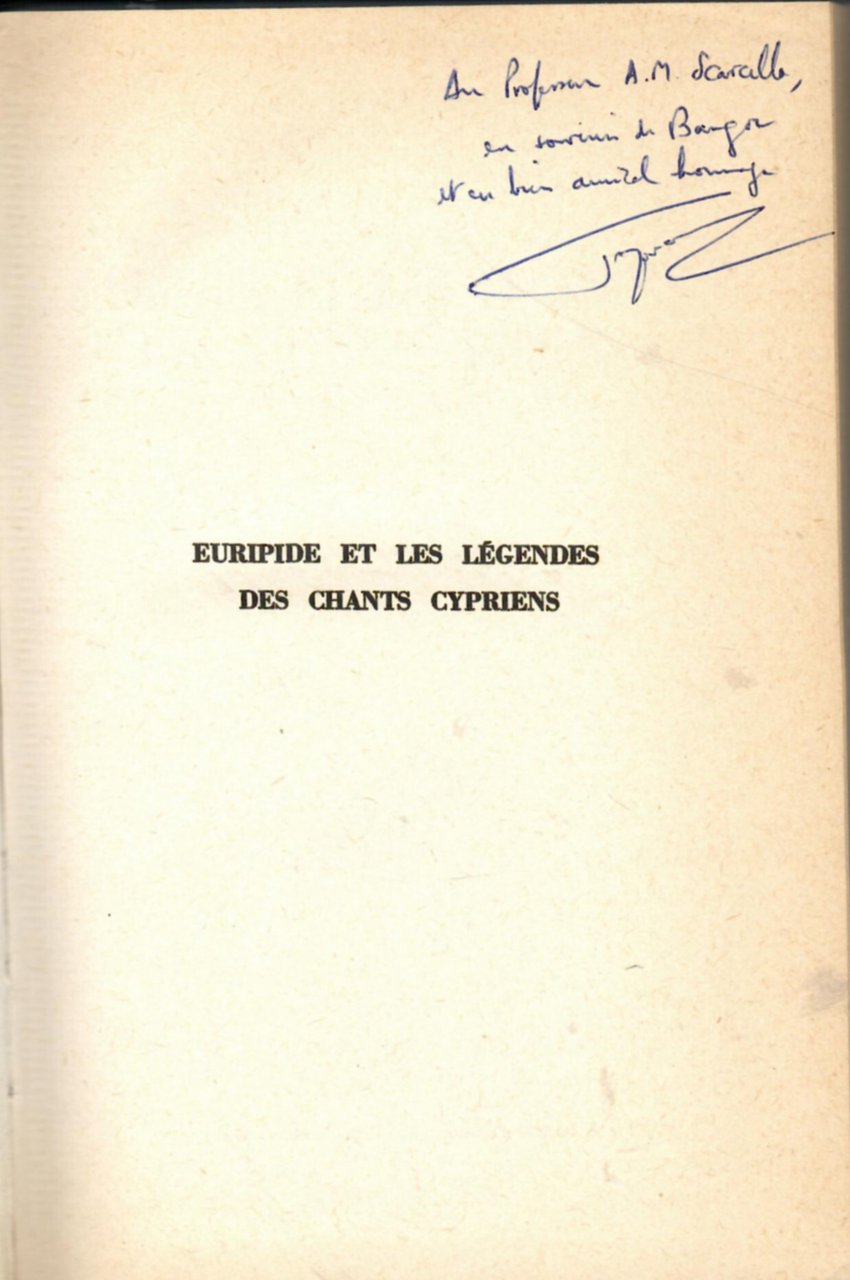 Au Professeur A.M. Scarcella,
en souvenir de Bangor
et en bien amical hommage
EURIPIDE ET LES LÉGENDES
DES CHANTS CYPRIENS